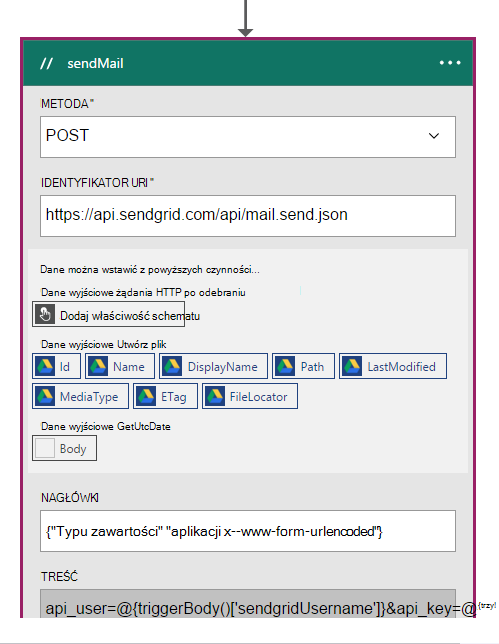 // sendMail ...
METODA*
POST
IDENTYFIKATOR URI*
https://api.sendgrid.com/api/mail.send.json
Dane można wstawić z powyższych czynności...
Dane wyjściowe żądania HTTP po odebraniu
Dodaj właściwość schematu
Dane wyjściowe Utwórz plik
Id Name DisplayName Path LastModified
MediaType ETag FileLocator
Dane wyjściowe GetUtcDate
Body
NAGŁÓWKI
{"Typu zawartości" "aplikacji x--www-form-urlencoded"}
TREŚĆ
api_user=@{triggerBody()['sendgridUsername']}&api_key=@